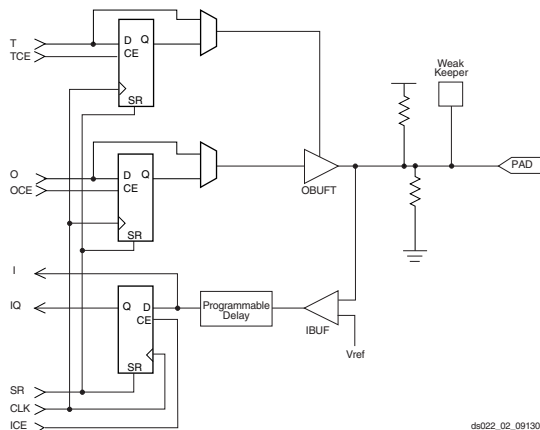 T
TCE
D Q
CE
SR
Weak
Keeper
O
OCE
D Q
CE
SR
OBUFT
PAD
I
IQ
Q D
CE
SR
Programmable
Delay
IBUF
Vref
SR
CLK
ICE
ds022_02_09130